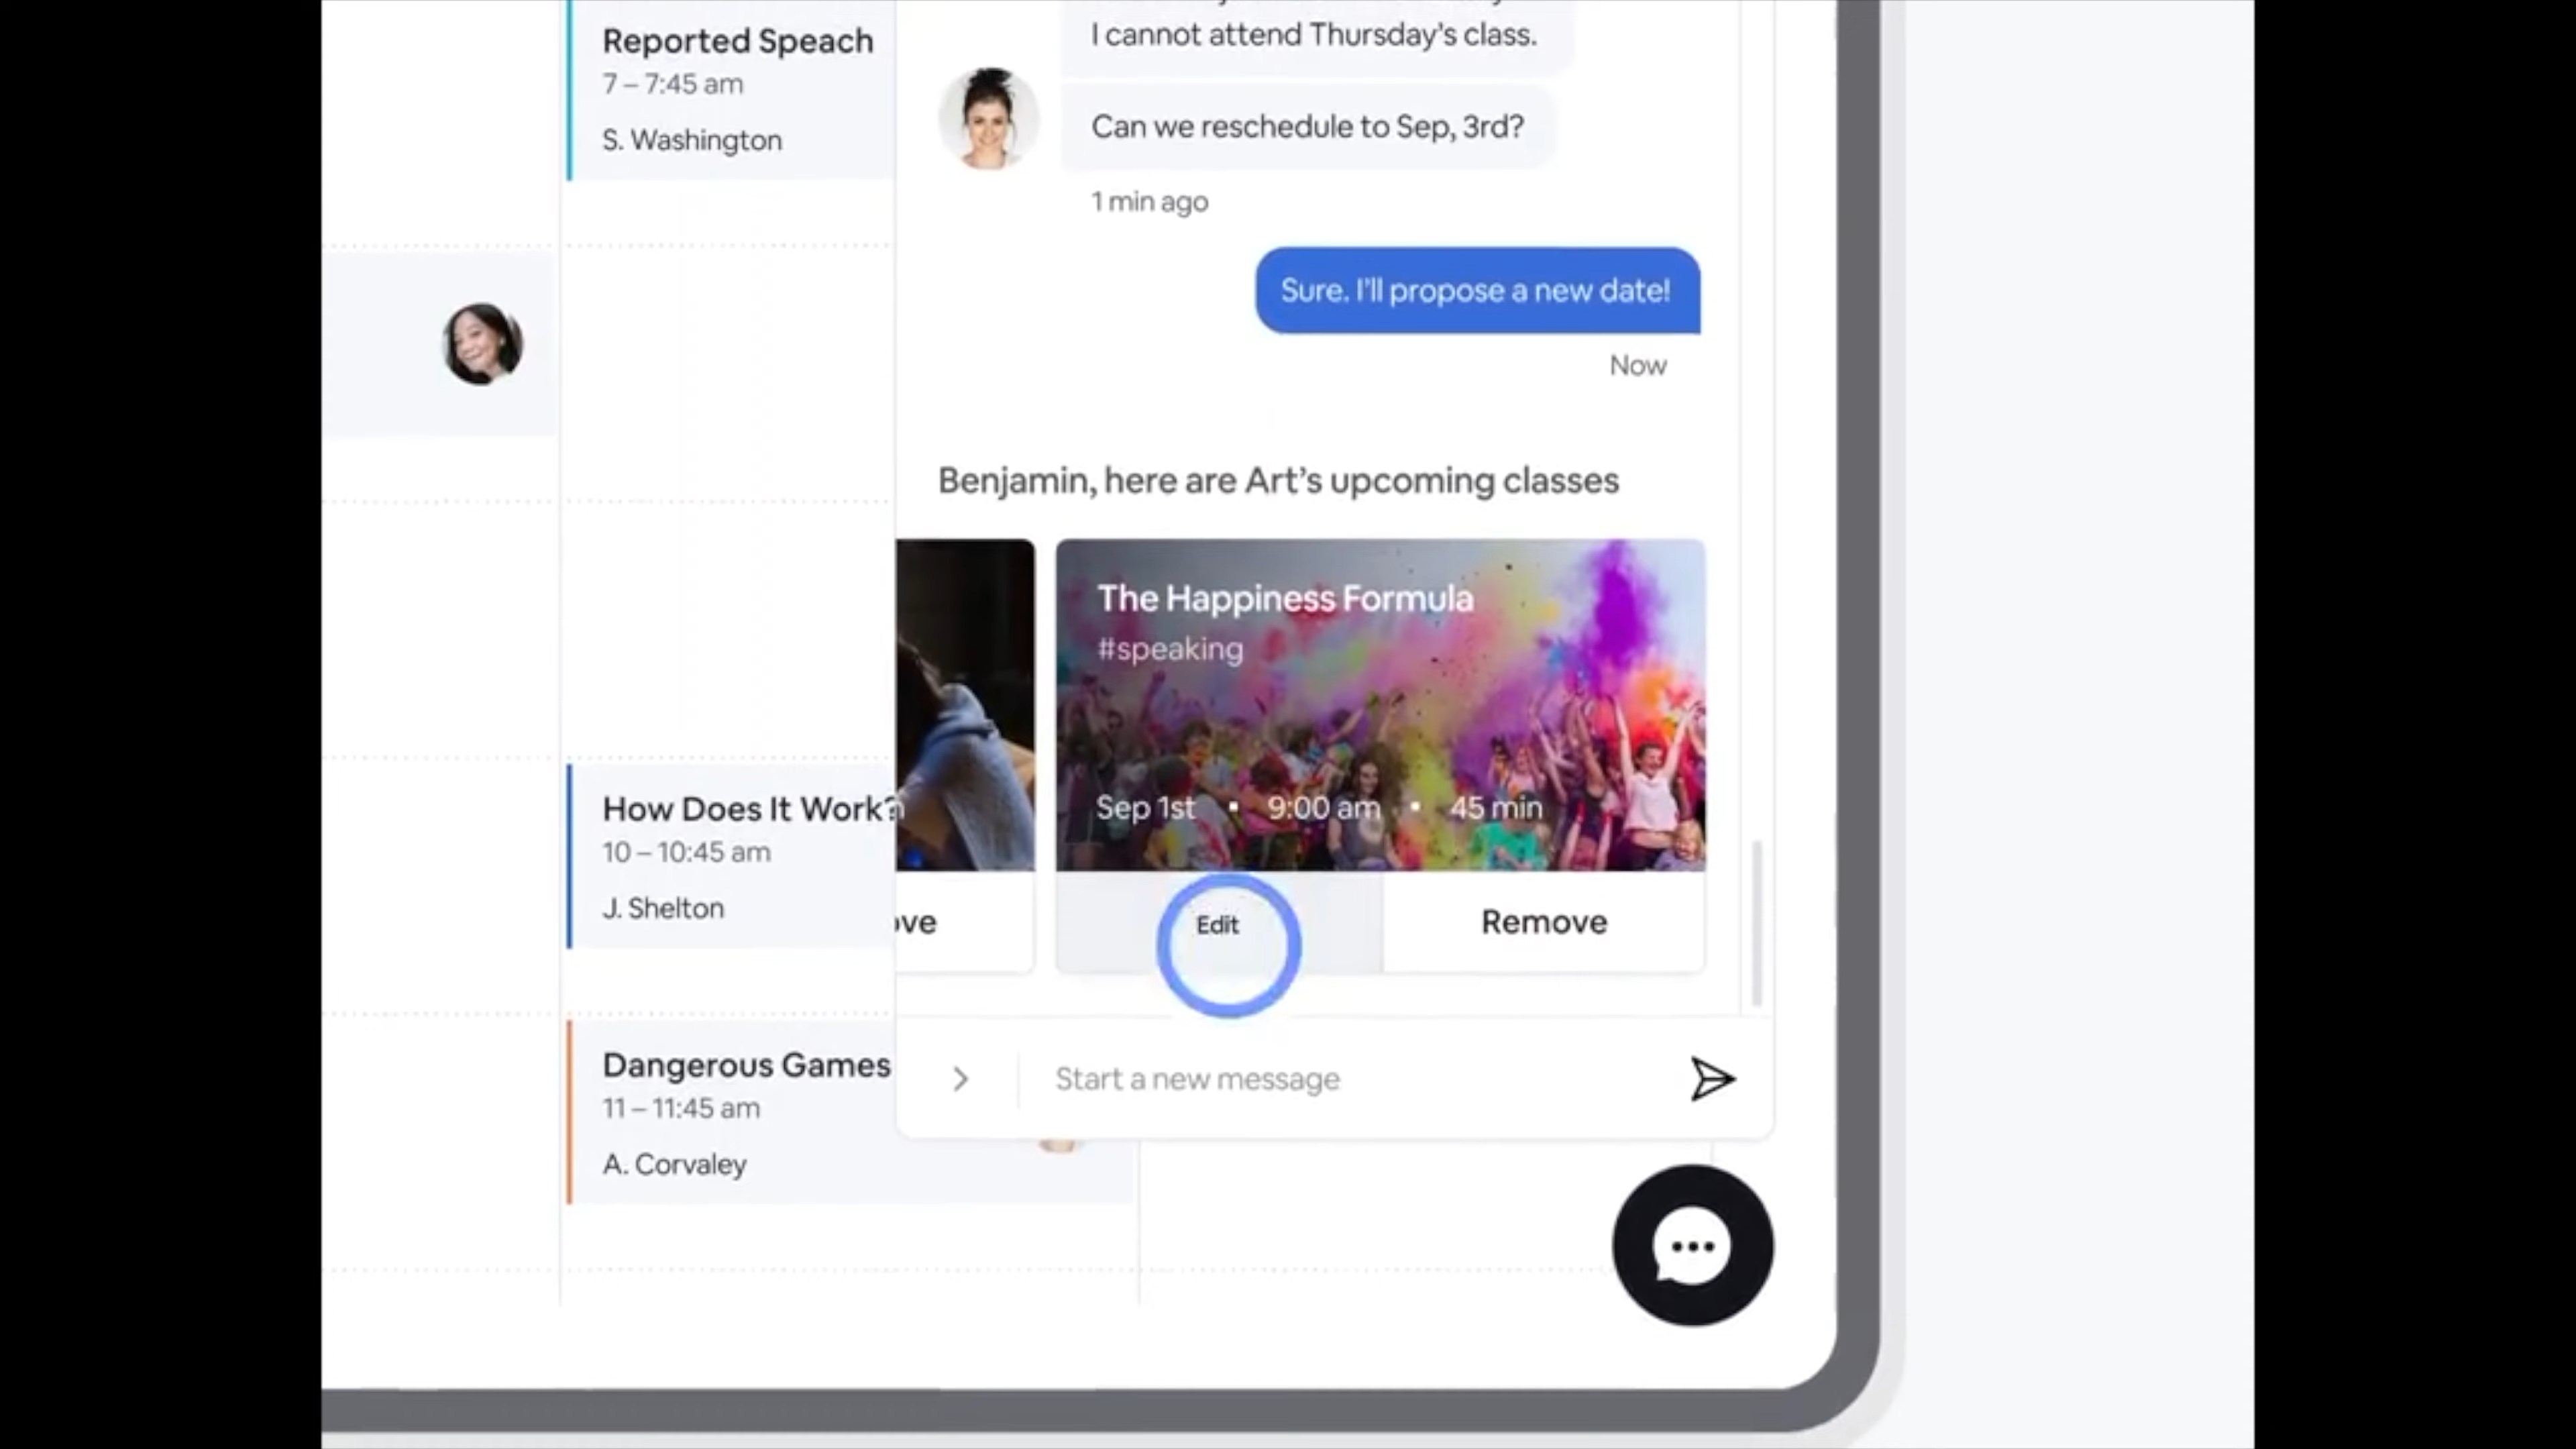 Reported Speach
7 – 7:45 am
S. Washington
I cannot attend Thursday's class.
Can we reschedule to Sep, 3rd?
1 min ago
Sure. I'll propose a new date!
Now
Benjamin, here are Art's upcoming classes
The Happiness Formula
#speaking
Sep 1st • 9:00 am • 45 min
Edit
Remove
How Does It Work?
10 – 10:45 am
J. Shelton
Dangerous Games
11 – 11:45 am
A. Corvaley
Start a new message